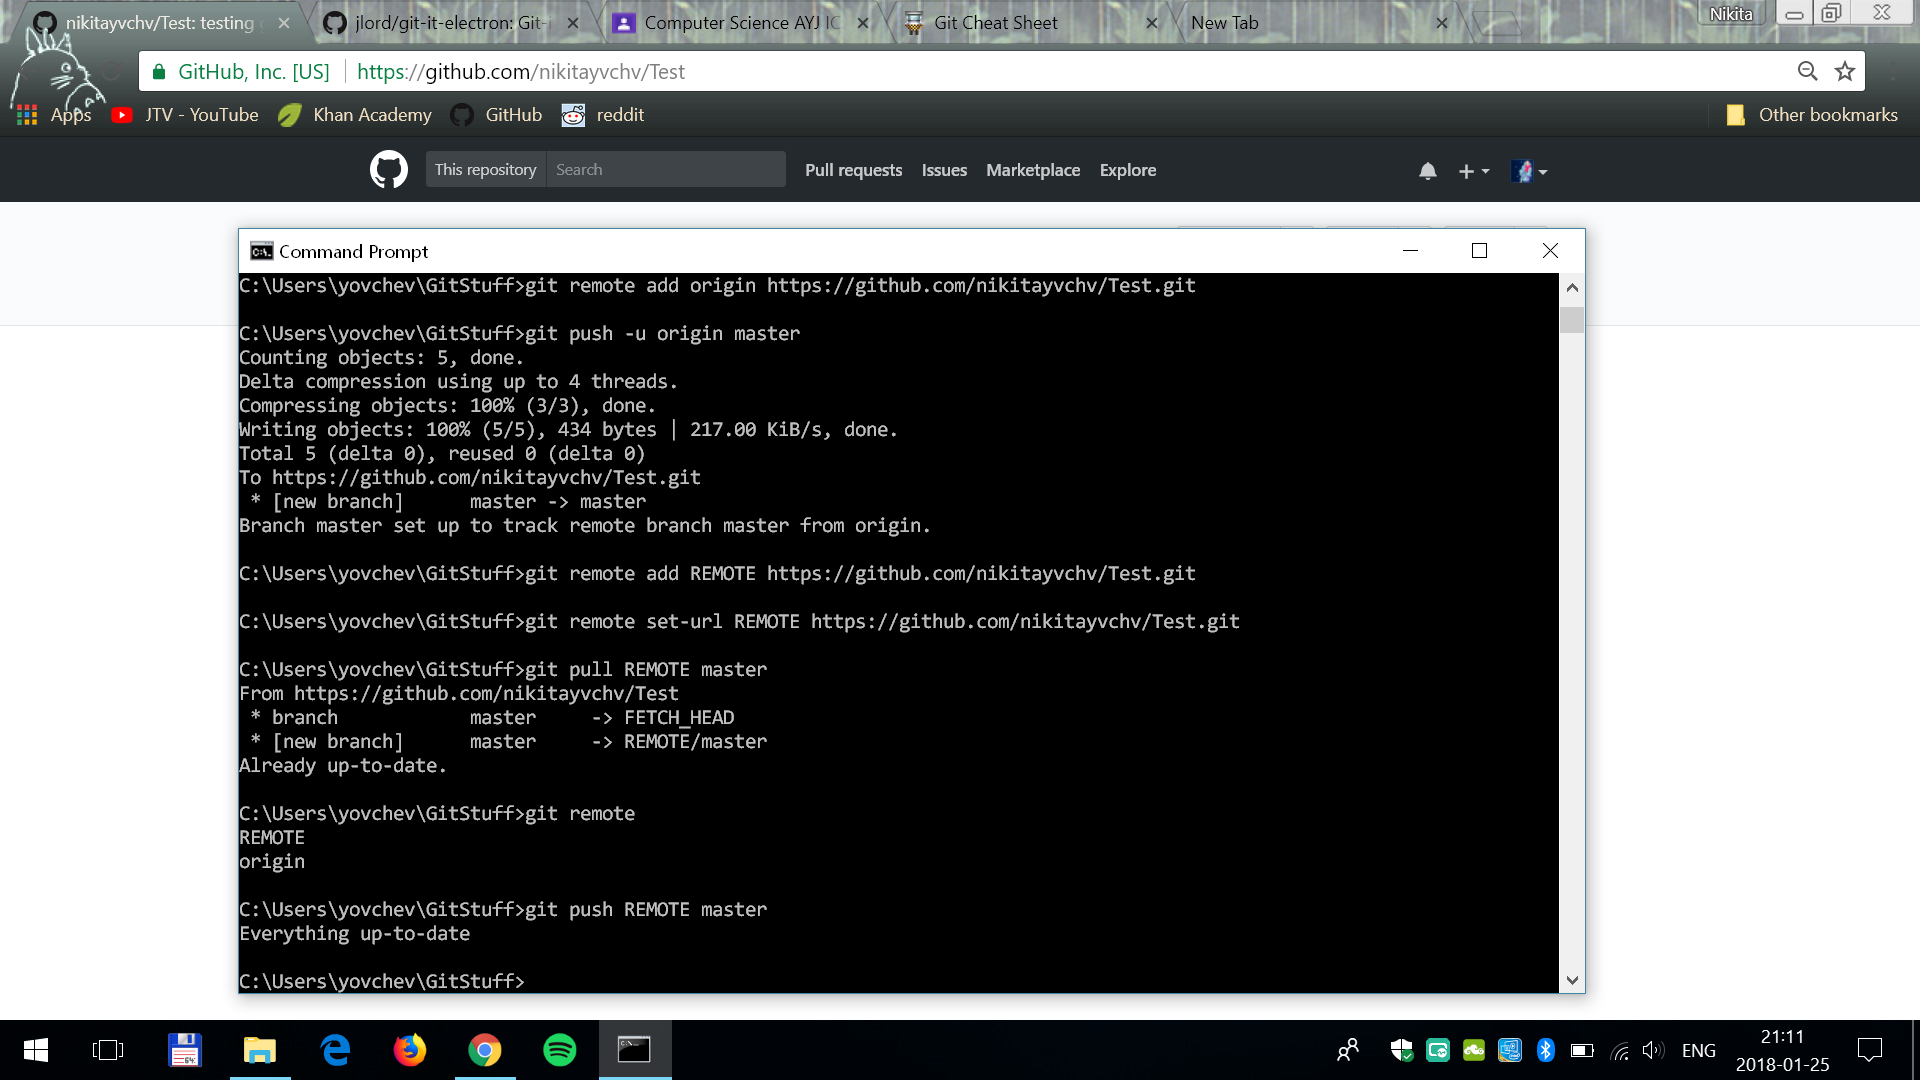 nikitayvchv/Test: testing
jlord/git-it-electron: Git-
Computer Science AYJ IC
Git Cheat Sheet
New Tab
Nikita
GitHub, Inc. [US]
https://github.com/nikitayvchv/Test
Apps
JTV - YouTube
Khan Academy
GitHub
reddit
Other bookmarks
This repository
Search
Pull requests
Issues
Marketplace
Explore
Command Prompt
C:\Users\yovchev\GitStuff>git remote add origin https://github.com/nikitayvchv/Test.git
C:\Users\yovchev\GitStuff>git push -u origin master
Counting objects: 5, done.
Delta compression using up to 4 threads.
Compressing objects: 100% (3/3), done.
Writing objects: 100% (5/5), 434 bytes | 217.00 KiB/s, done.
Total 5 (delta 0), reused 0 (delta 0)
To https://github.com/nikitayvchv/Test.git
 * [new branch]      master -> master
Branch master set up to track remote branch master from origin.
C:\Users\yovchev\GitStuff>git remote add REMOTE https://github.com/nikitayvchv/Test.git
C:\Users\yovchev\GitStuff>git remote set-url REMOTE https://github.com/nikitayvchv/Test.git
C:\Users\yovchev\GitStuff>git pull REMOTE master
From https://github.com/nikitayvchv/Test
 * branch            master     -> FETCH_HEAD
 * [new branch]      master     -> REMOTE/master
Already up-to-date.
C:\Users\yovchev\GitStuff>git remote
REMOTE
origin
C:\Users\yovchev\GitStuff>git push REMOTE master
Everything up-to-date
C:\Users\yovchev\GitStuff>
64
ENG
21:11
2018-01-25